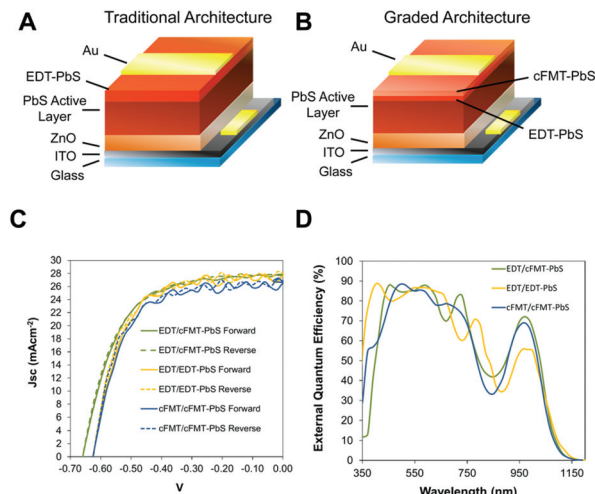 A
Traditional Architecture
Au
EDT-PbS
PbS Active
Layer
ZnO
ITO
Glass
B
Graded Architecture
Au
cFMT-PbS
PbS Active
Layer
EDT-PbS
ZnO
ITO
Glass
C
Jsc (mAcm⁻²)
28
26
24
22
20
18
16
14
12
10
8
6
4
2
0
EDT/cFMT-PbS Forward
EDT/cFMT-PbS Reverse
EDT/EDT-PbS Forward
EDT/EDT-PbS Reverse
cFMT/cFMT-PbS Forward
cFMT/cFMT-PbS Reverse
-0.70 -0.60 -0.50 -0.40 -0.30 -0.20 -0.10 0.00
V
D
External Quantum Efficiency (%)
100
90
80
70
60
50
40
30
20
10
0
EDT/cFMT-PbS
EDT/EDT-PbS
cFMT/cFMT-PbS
350 550 750 950 1150
Wavelength (nm)